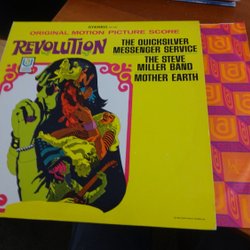 STEREO
ORIGINAL MOTION PICTURE SCORE
REVOLUTION
THE QUICKSILVER
MESSENGER SERVICE
THE STEVE
MILLER BAND
MOTHER EARTH